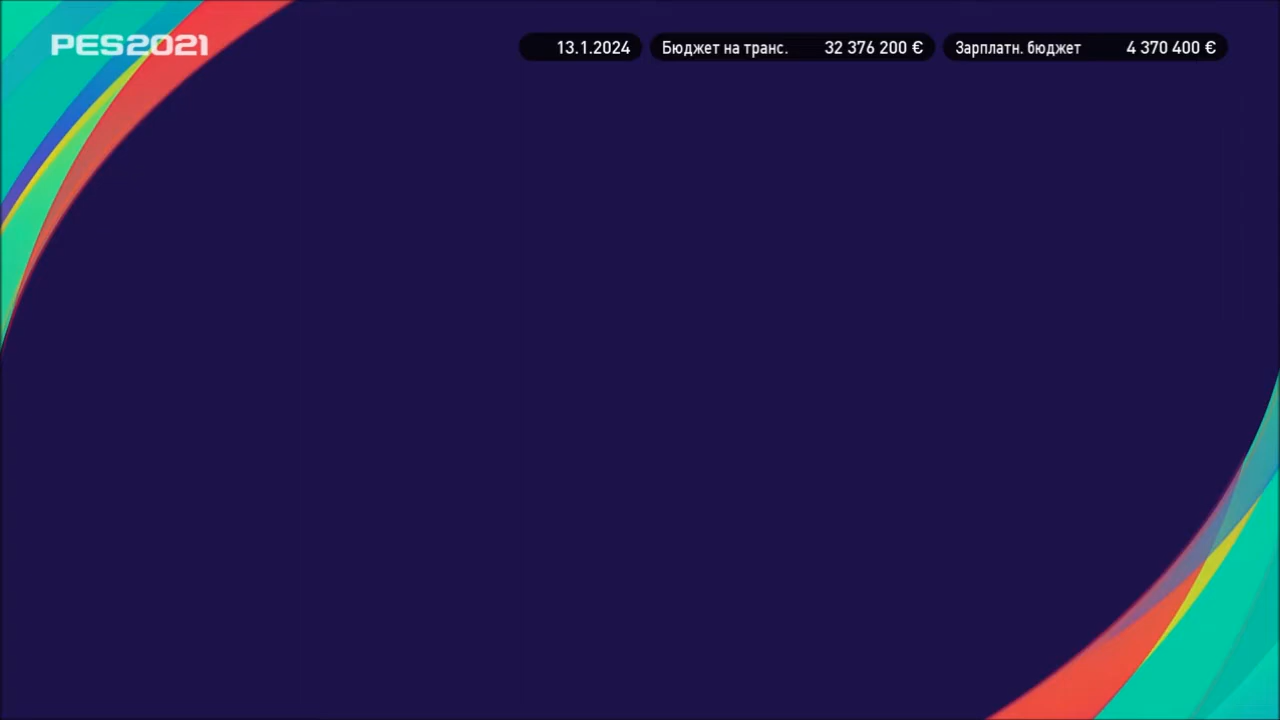 PES2021
13.1.2024 Бюджет на транс. 32 376 200 € Зарплатн. бюджет 4 370 400 €